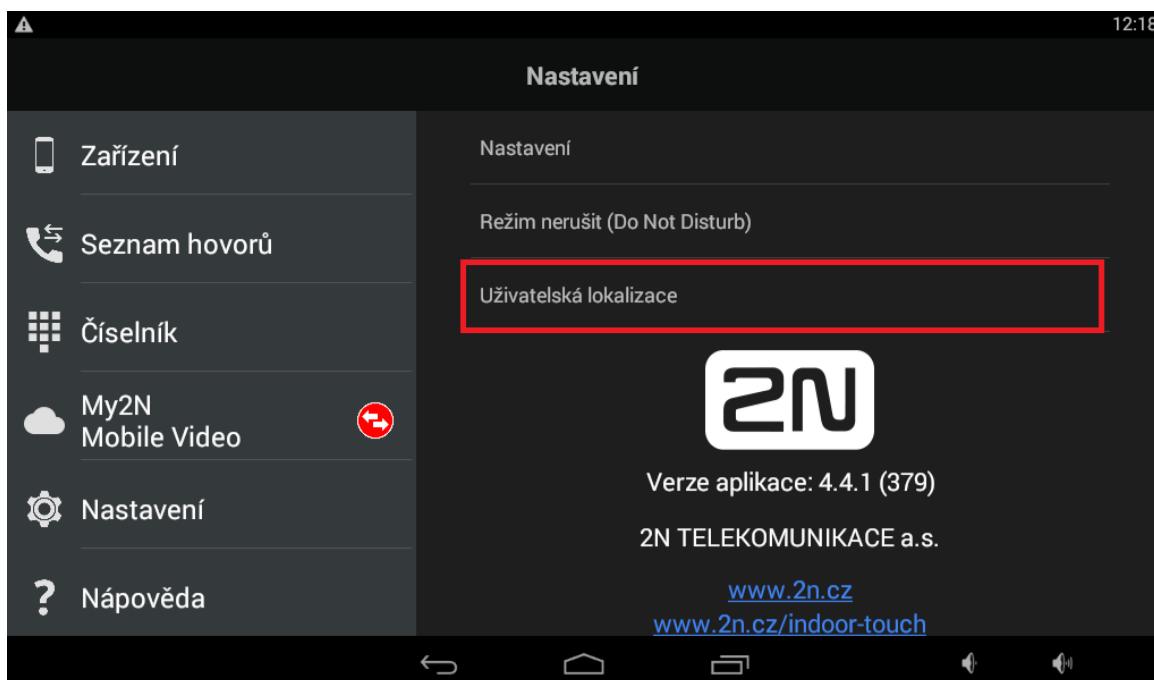 12:18
Nastavení
Zařízení
Seznam hovorů
Číselník
My2N
Mobile Video
Nastavení
Nápověda
Nastavení
Režim nerušit (Do Not Disturb)
Uživatelská lokalizace
2N
Verze aplikace: 4.4.1 (379)
2N TELEKOMUNIKACE a.s.
www.2n.cz
www.2n.cz/indoor-touch